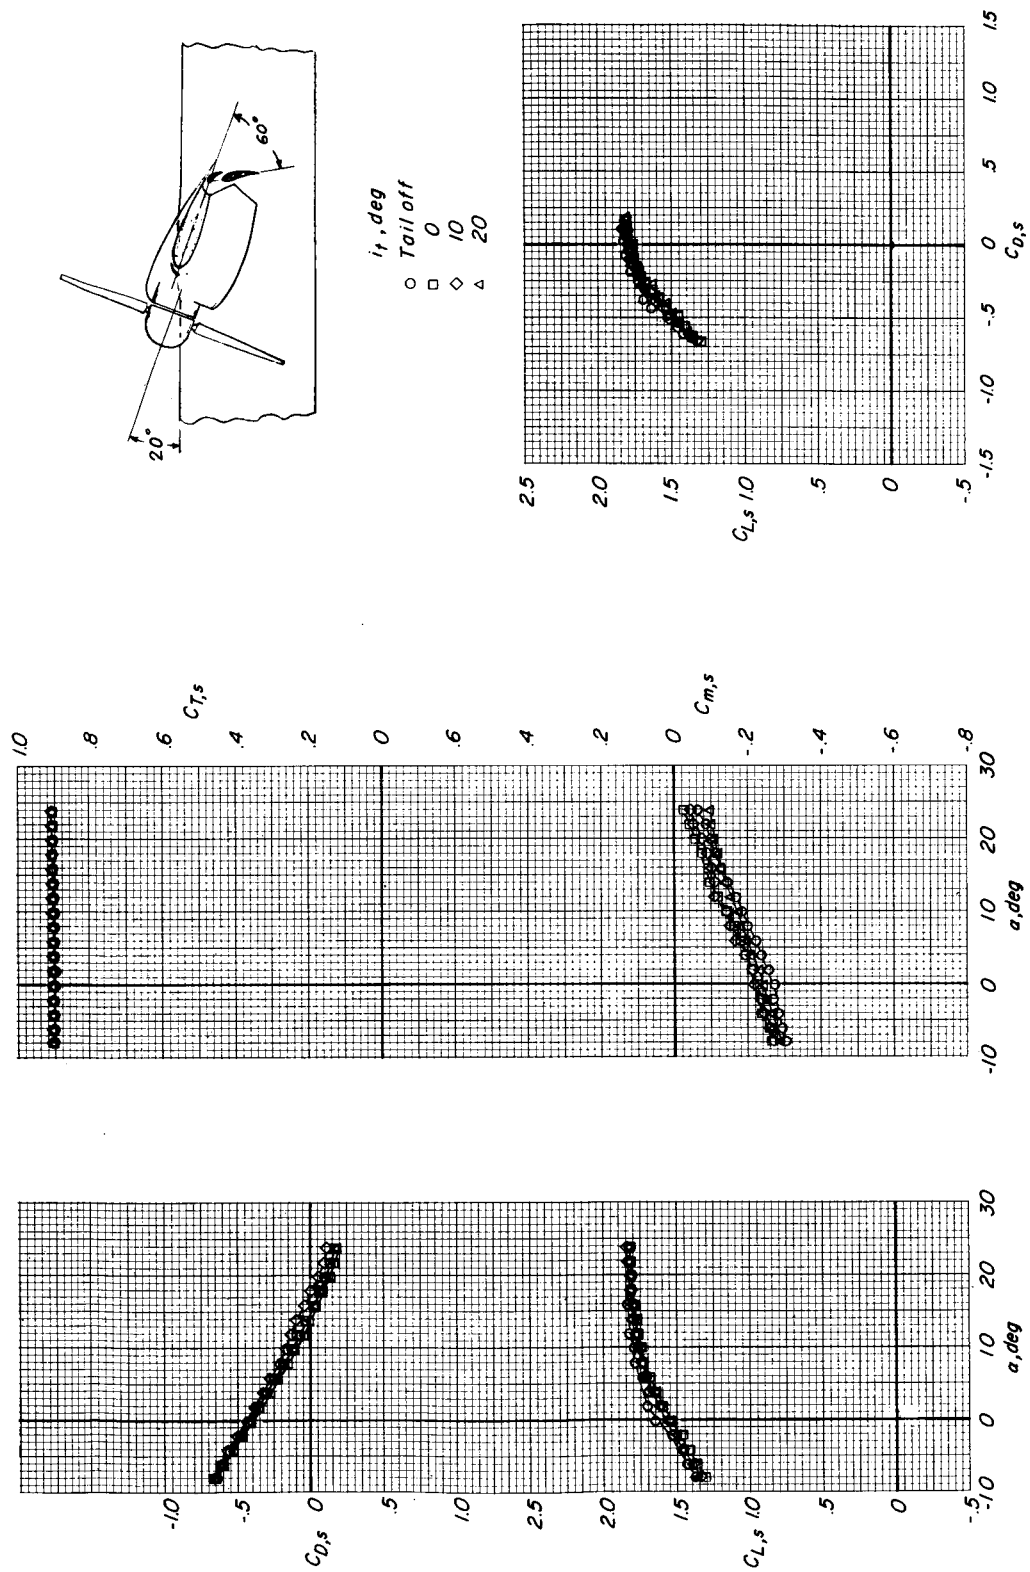 20°
60°
i_t, deg
○ Tail off
□ 0
◇ 10
△ 20
-1.0
-.5
0
.5
1.0
2.5
2.0
1.5
1.0
.5
0
-.5
C_D,s
C_L,s
-10 0 10 20 30
a, deg
1.0
.8
.6
.4
.2
0
.6
.4
.2
0
-.2
-.4
-.6
-.8
C_T,s
C_m,s
-10 0 10 20 30
a, deg
2.5
2.0
1.5
C_L,s 1.0
.5
0
-.5
-1.5 -1.0 -.5 0 .5 1.0 1.5
C_D,s